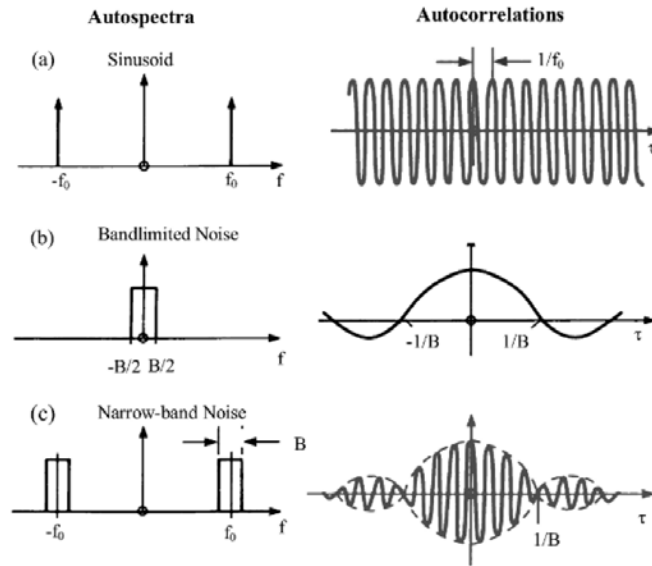 Autospectra
Autocorrelations
(a)
Sinusoid
1/f₀
-f₀
f₀
f
τ
(b)
Bandlimited Noise
-B/2
B/2
f
-1/B
1/B
τ
(c)
Narrow-band Noise
B
-f₀
f₀
f
1/B
τ